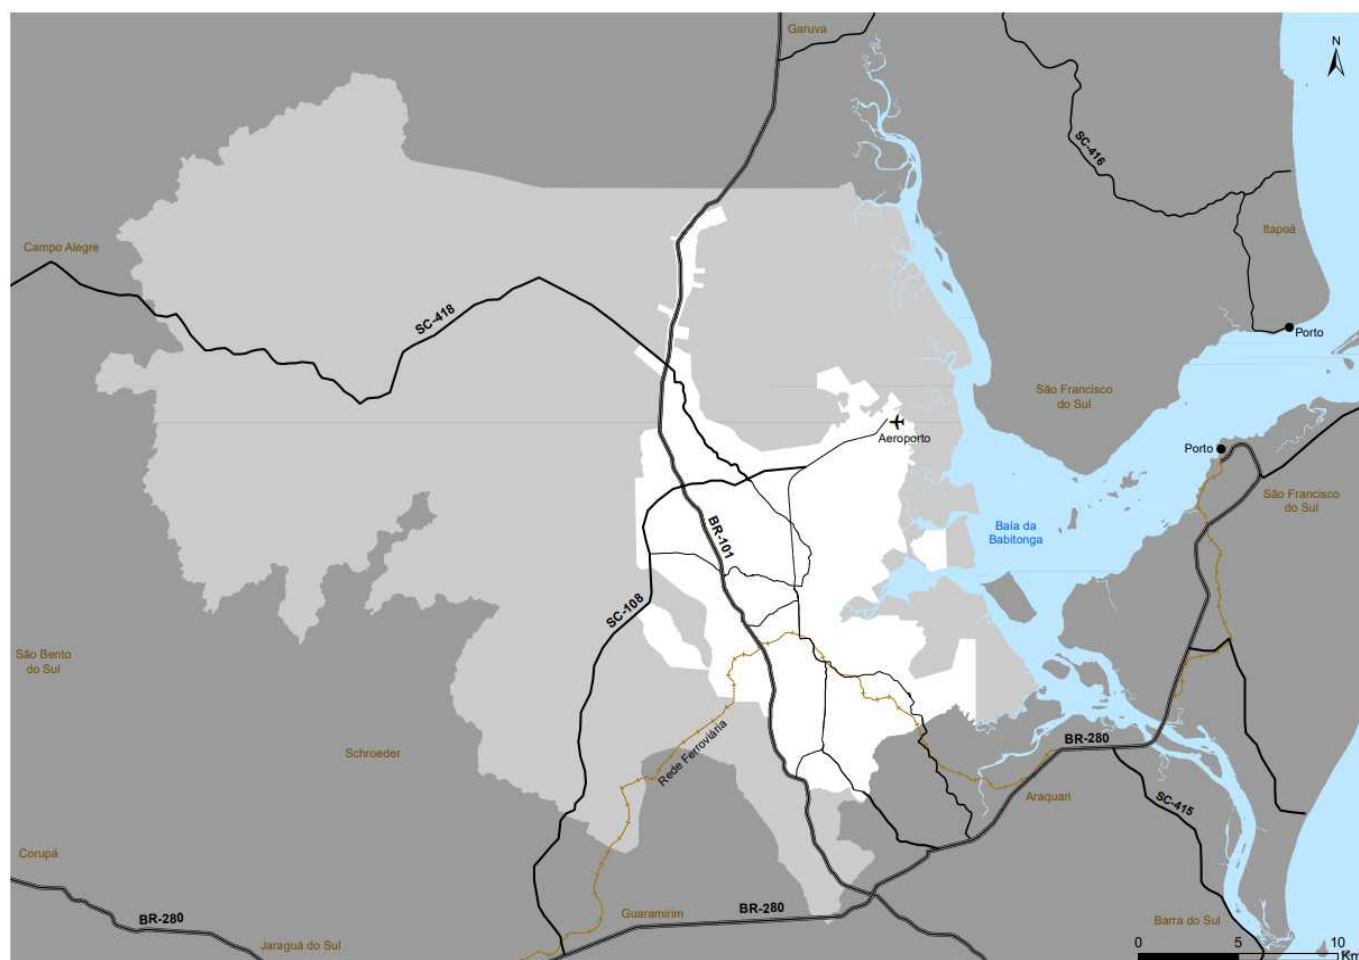 Garuva
N
SC-416
Campo Alegre
Itapoá
SC-418
Porto
São Francisco
do Sul
Aeroporto
Porto
São Francisco
do Sul
BR-101
Baía da
Babitonga
SC-108
São Bento
do Sul
Rede Ferroviária
Schroeder
BR-280
Araquari
SC-415
Corupá
BR-280
Guaramirim
BR-280
Jaraguá do Sul
Barra do Sul
0 5 10
Km